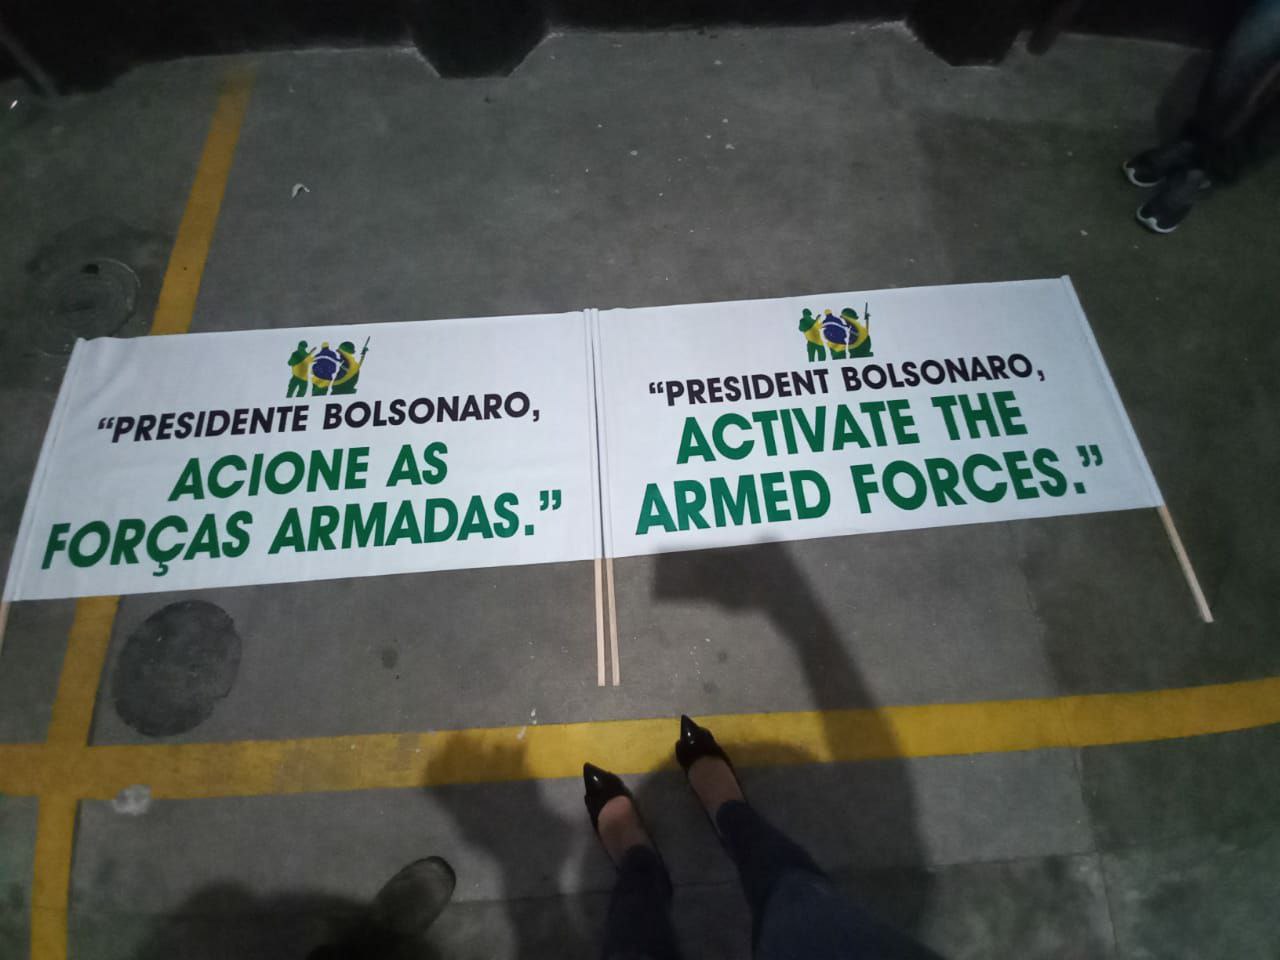 “PRESIDENTE BOLSONARO,
ACIONE AS
FORÇAS ARMADAS.”
“PRESIDENT BOLSONARO,
ACTIVATE THE
ARMED FORCES.”